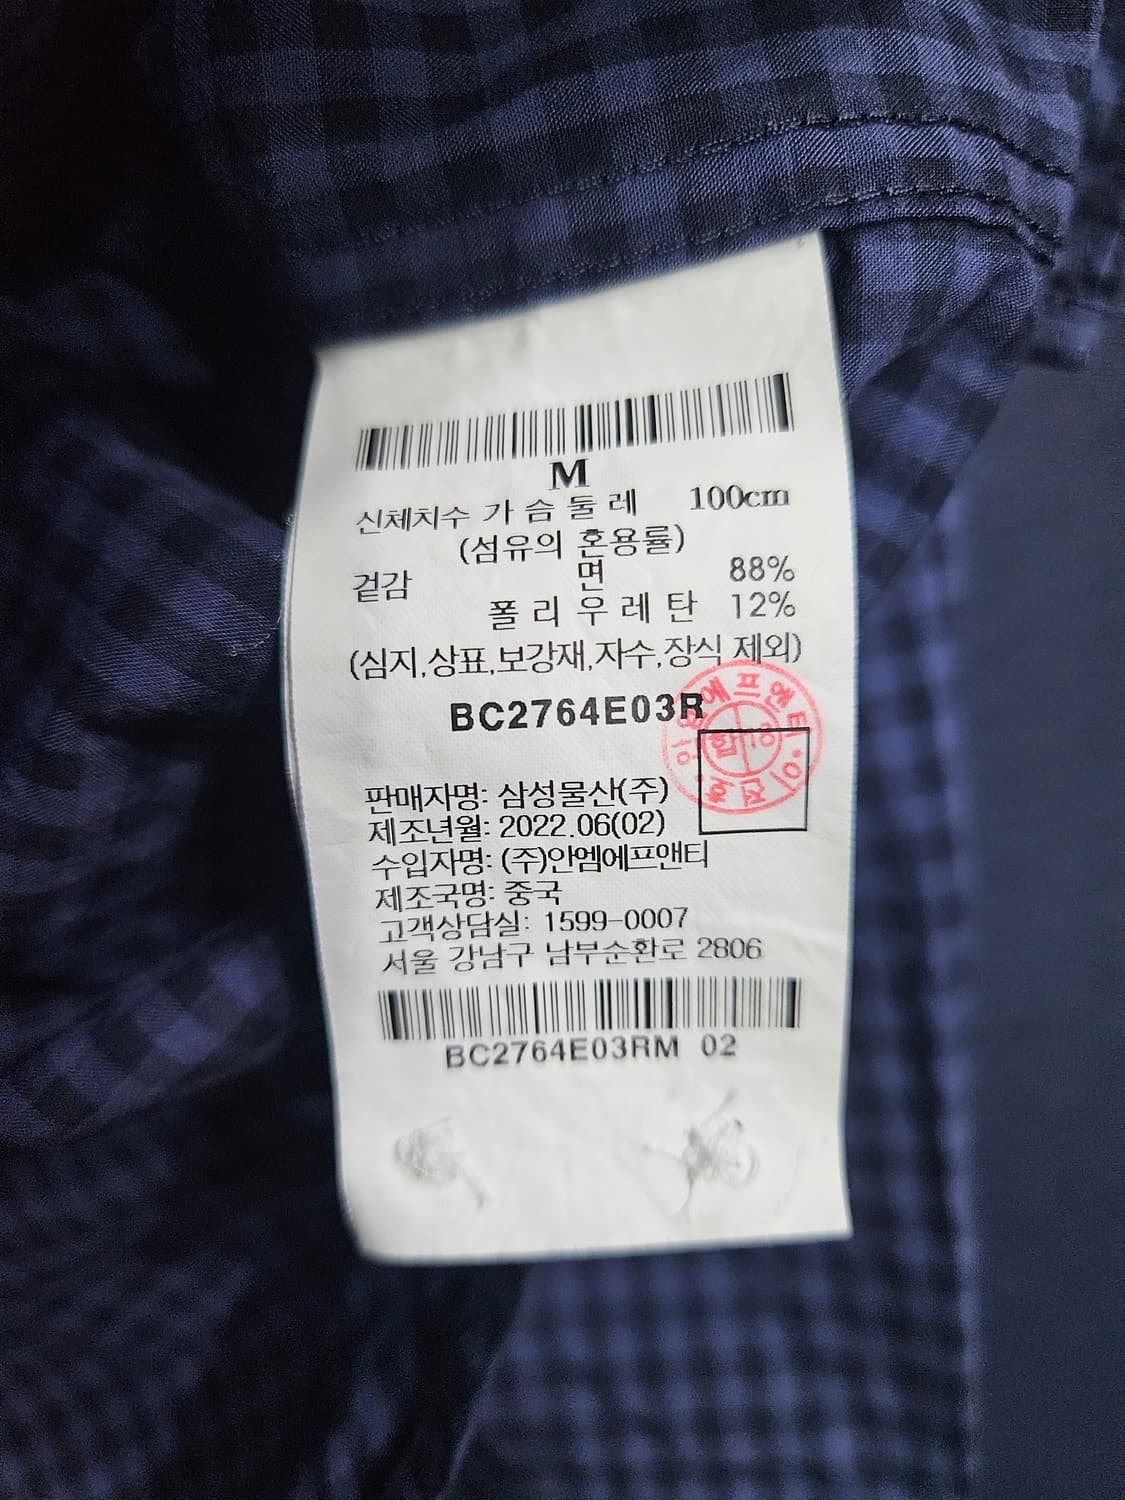 M
신체치수 가슴둘레 100cm
(섬유의 혼용률)
겉감 면 88%
폴리우레탄 12%
(심지,상표,보강재,자수,장식 제외)
BC2764E03R
합 18
판매자명: 삼성물산(주)
제조년월: 2022.06(02)
수입자명: (주)안엠에프앤티
제조국명: 중국
고객상담실: 1599-0007
서울 강남구 남부순환로 2806
BC2764E03RM 02